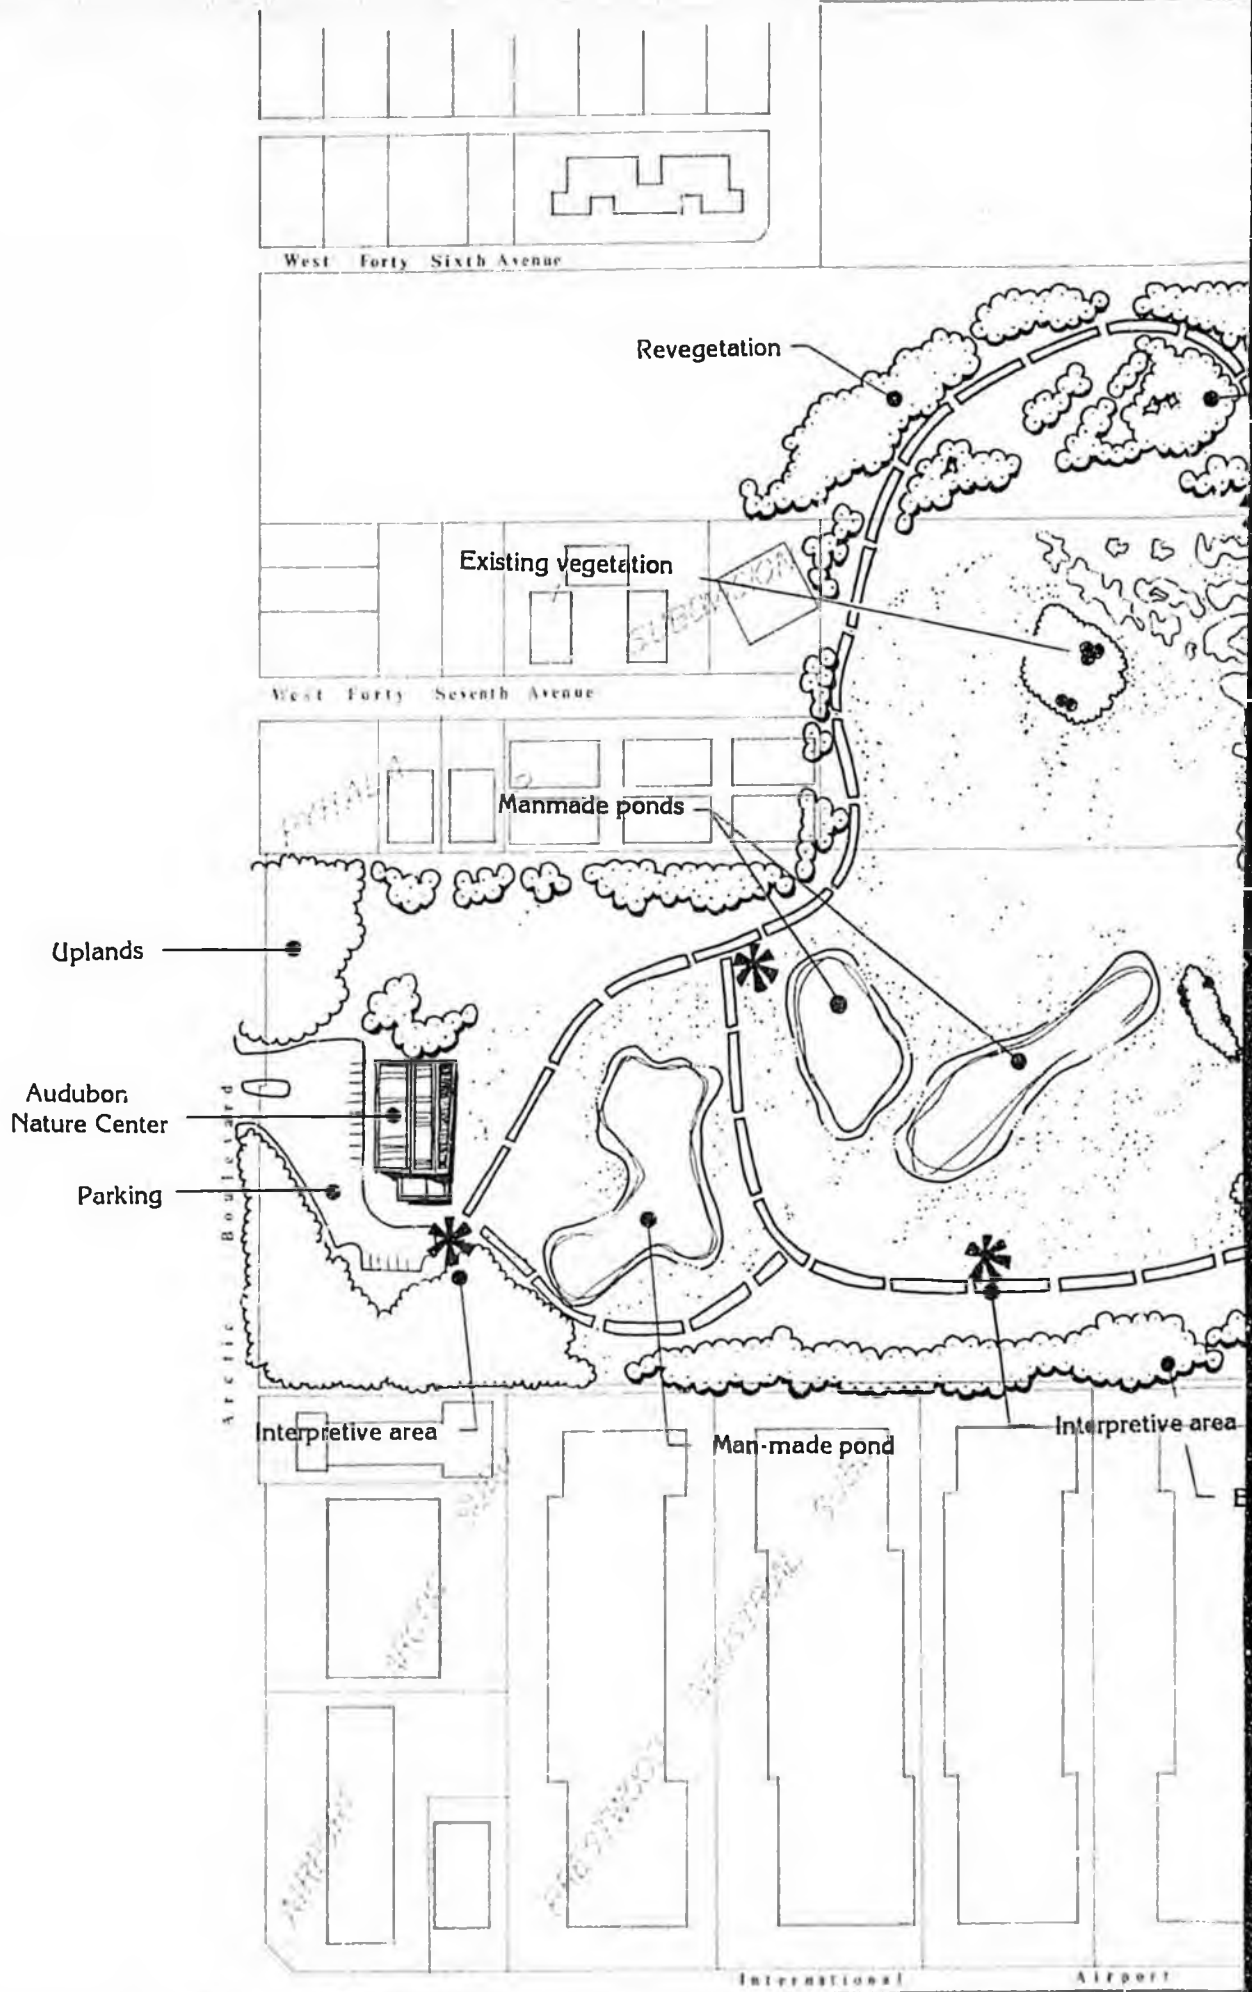 West Forty Sixth Avenue
Revegetation
Existing vegetation
SUBDIVISION
West Forty Seventh Avenue
Manmade ponds
Uplands
Audubon
Nature Center
Parking
Arctic Boulevard
Interpretive area
Man-made pond
Interpretive area
International Airport